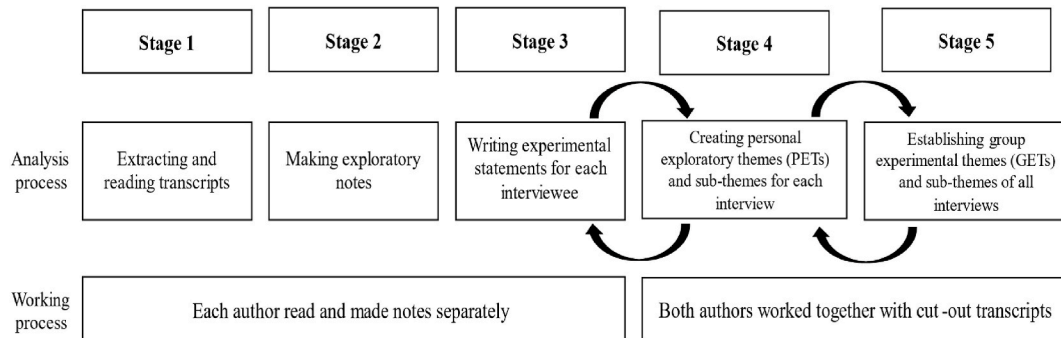 Stage 1
Stage 2
Stage 3
Stage 4
Stage 5
Analysis
process
Extracting and
reading transcripts
Making exploratory
notes
Writing experimental
statements for each
interviewee
Creating personal
exploratory themes (PETs)
and sub-themes for each
interview
Establishing group
experimental themes (GETs)
and sub-themes of all
interviews
Working
process
Each author read and made notes separately
Both authors worked together with cut-out transcripts